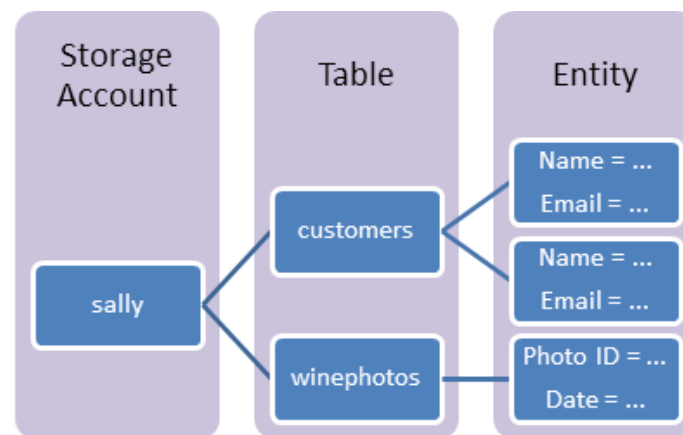 Storage
Account
Table
Entity
sally
customers
winephotos
Name = ...
Email = ...
Name = ...
Email = ...
Photo ID = ...
Date = ...